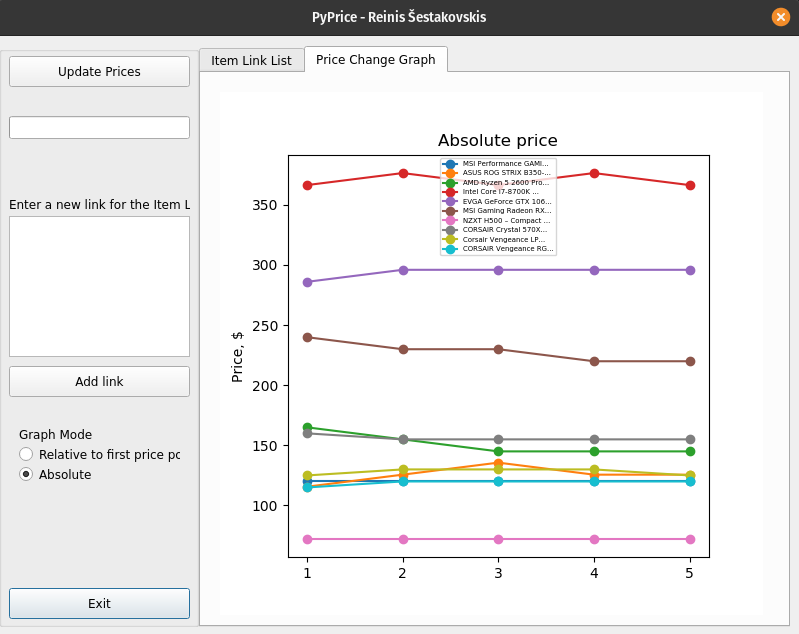 PyPrice - Reinis Šestakovskis
Update Prices
Item Link List
Price Change Graph
Enter a new link for the Item L
Add link
Graph Mode
Relative to first price pc
Absolute
Exit
Absolute price
MSI Performance GAMI...
ASUS ROG STRIX B350-...
AMD Ryzen 5 2600 Pro...
Intel Core i7-8700K ...
EVGA GeForce GTX 106...
MSI Gaming Radeon RX...
NZXT H500 – Compact ...
CORSAIR Crystal 570X...
Corsair Vengeance LP...
CORSAIR Vengeance RG...
Price, $
350
300
250
200
150
100
1 2 3 4 5